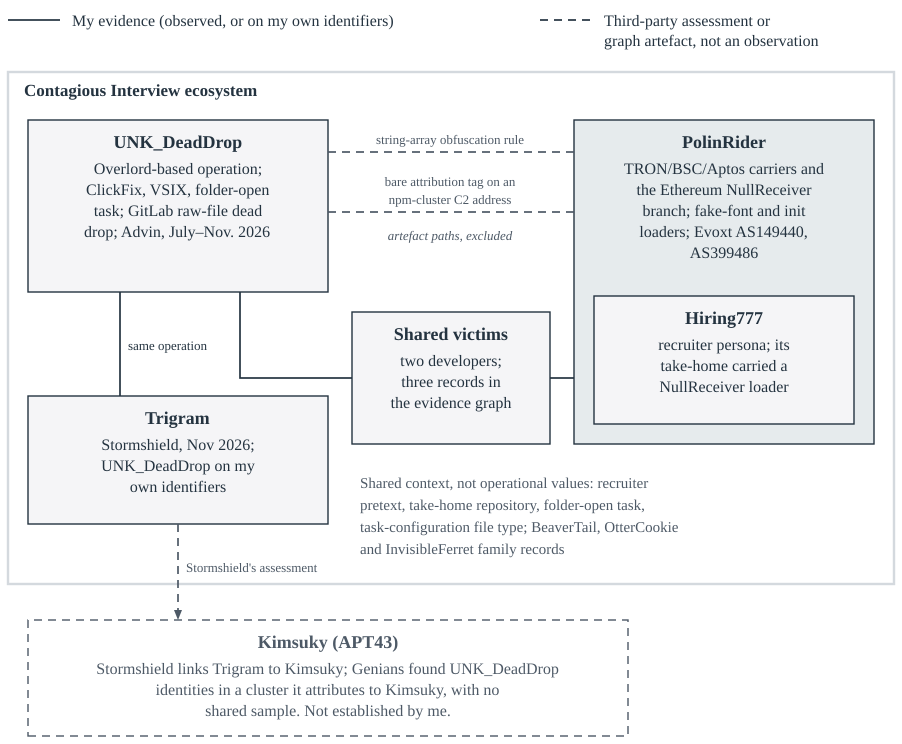 My evidence (observed, or on my own identifiers)
Third-party assessment or
graph artefact, not an observation
Contagious Interview ecosystem
UNK_DeadDrop
Overlord-based operation;
ClickFix, VSIX, folder-open
task; GitLab raw-file dead
drop; Advin, July–Nov. 2026
string-array obfuscation rule
bare attribution tag on an
npm-cluster C2 address
artefact paths, excluded
PolinRider
TRON/BSC/Aptos carriers and
the Ethereum NullReceiver
branch; fake-font and init
loaders; Evoxt AS149440,
AS399486
Hiring777
recruiter persona; its
take-home carried a
NullReceiver loader
same operation
Shared victims
two developers;
three records in
the evidence graph
Trigram
Stormshield, Nov 2026;
UNK_DeadDrop on my
own identifiers
Shared context, not operational values: recruiter
pretext, take-home repository, folder-open task,
task-configuration file type; BeaverTail, OtterCookie
and InvisibleFerret family records
Stormshield's assessment
Kimsuky (APT43)
Stormshield links Trigram to Kimsuky; Genians found UNK_DeadDrop
identities in a cluster it attributes to Kimsuky, with no
shared sample. Not established by me.